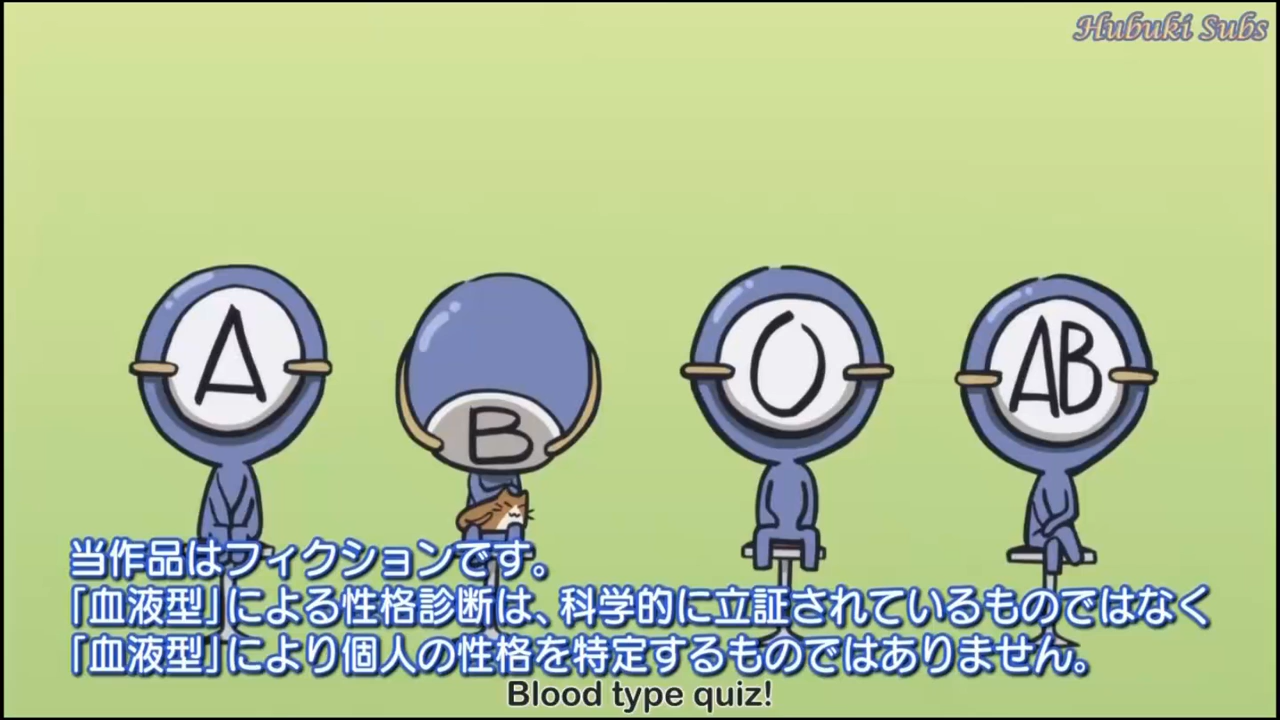 Hubuki Subs
A
B
O
AB
当作品はフィクションです。
「血液型」による性格診断は、科学的に立証されているものではなく
「血液型」により個人の性格を特定するものではありません。
Blood type quiz!